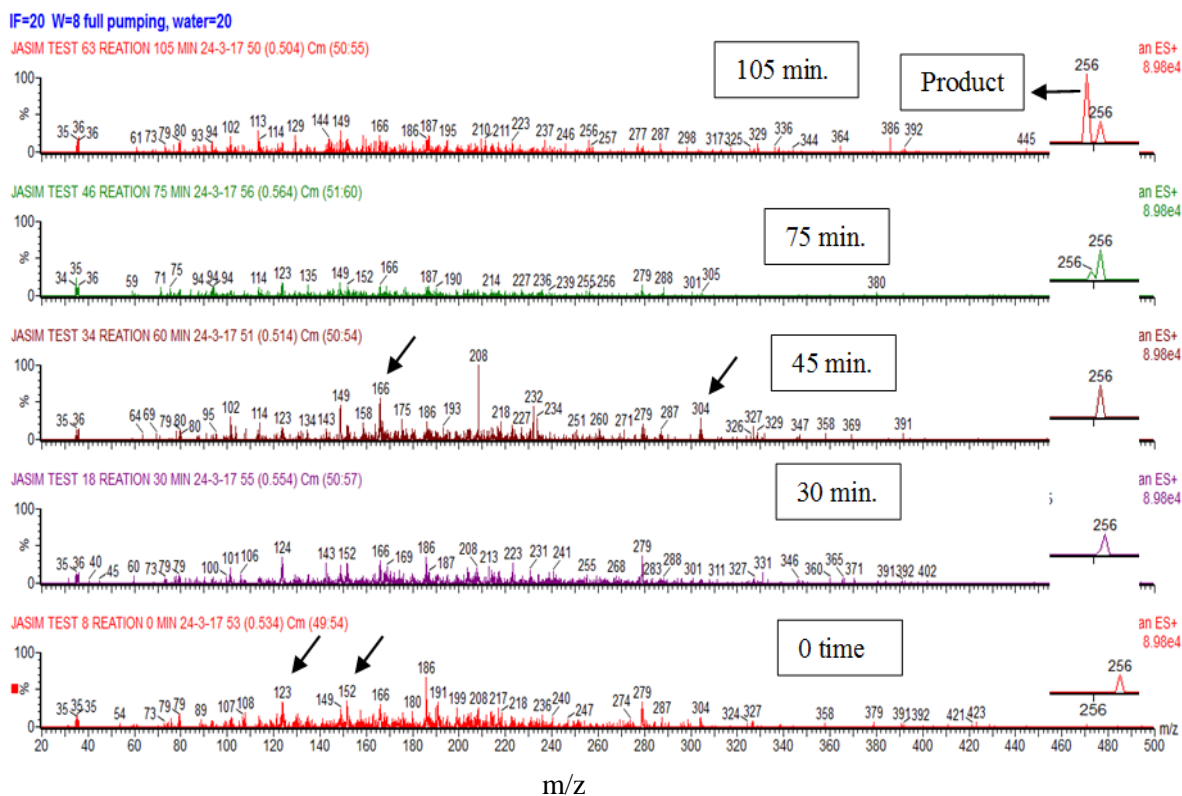 IF=20 W=8 full pumping, water=20
JASIM TEST 63 REATION 105 MIN 24-3-17 50 (0.504) Cm (50:55)
an ES+
8.98e4
105 min.
Product
100
%
35 36 36 61 73 79 80 93 94 102 113 114 129 144 149 166 186 187 195 210 211 223 237 246 256 257 277 287 298 317 325 329 336 344 364 386 392 445
256
256
JASIM TEST 46 REATION 75 MIN 24-3-17 56 (0.564) Cm (51:60)
an ES+
8.98e4
75 min.
100
%
34 35 36 59 71 75 94 94 94 114 123 135 149 152 166 187 190 214 227 236 239 255 256 279 288 301 305 380
256
256
JASIM TEST 34 REATION 60 MIN 24-3-17 51 (0.514) Cm (50:54)
an ES+
8.98e4
45 min.
100
%
35 36 64 69 79 80 80 95 102 114 123 134 143 149 158 166 175 186 193 208 218 227 232 234 251 260 271 279 287 304 326 327 329 347 358 369 391
256
JASIM TEST 18 REATION 30 MIN 24-3-17 55 (0.554) Cm (50:57)
an ES+
8.98e4
30 min.
100
%
35 36 40 45 60 73 79 79 100 101 106 124 143 152 166 169 186 187 208 213 223 231 241 255 268 279 283 288 301 311 327 331 346 360 365 371 391 392 402
256
JASIM TEST 8 REATION 0 MIN 24-3-17 53 (0.534) Cm (49:54)
an ES+
8.98e4
0 time
100
%
35 35 35 54 73 79 79 89 107 108 123 149 152 166 180 186 191 199 208 217 218 236 240 247 274 279 287 304 324 327 358 379 391 392 421 423
256
256
20 40 60 80 100 120 140 160 180 200 220 240 260 280 300 320 340 360 380 400 420 440 460 480 500 m/z
m/z